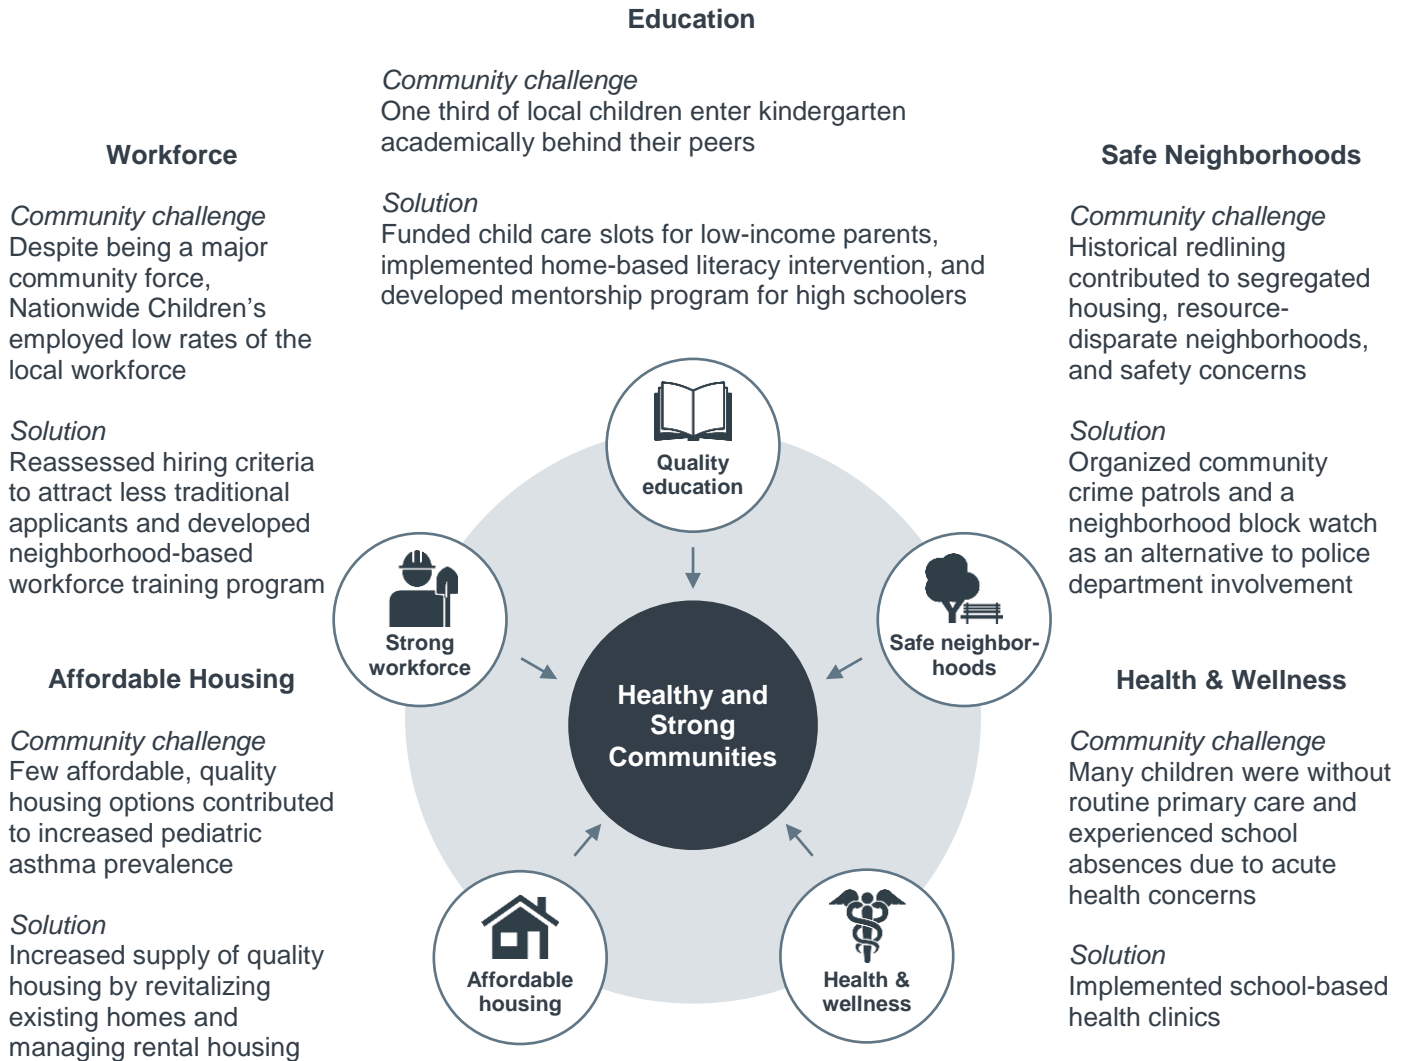 Education
Community challenge
One third of local children enter kindergarten
academically behind their peers
Solution
Funded child care slots for low-income parents,
implemented home-based literacy intervention, and
developed mentorship program for high schoolers
Workforce
Community challenge
Despite being a major
community force,
Nationwide Children’s
employed low rates of the
local workforce
Solution
Reassessed hiring criteria
to attract less traditional
applicants and developed
neighborhood-based
workforce training program
Safe Neighborhoods
Community challenge
Historical redlining
contributed to segregated
housing, resource-
disparate neighborhoods,
and safety concerns
Solution
Organized community
crime patrols and a
neighborhood block watch
as an alternative to police
department involvement
Quality
education
Strong
workforce
Safe neighbor-
hoods
Healthy and
Strong
Communities
Affordable
housing
Health &
wellness
Affordable Housing
Community challenge
Few affordable, quality
housing options contributed
to increased pediatric
asthma prevalence
Solution
Increased supply of quality
housing by revitalizing
existing homes and
managing rental housing
Health & Wellness
Community challenge
Many children were without
routine primary care and
experienced school
absences due to acute
health concerns
Solution
Implemented school-based
health clinics